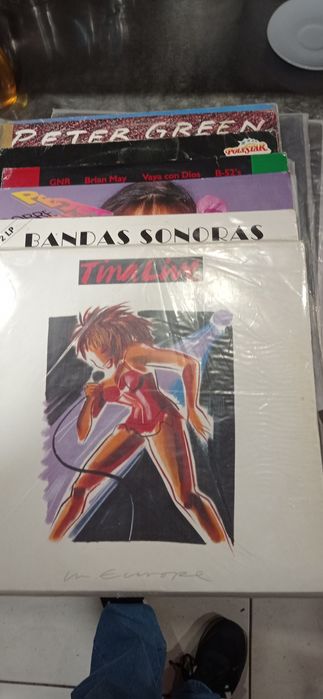 PETER GREEN
POLYSTAR
GNR Brian May Vaya con Dios B-52's
2 LP
BANDAS SONORAS
Tina Live
in Europe